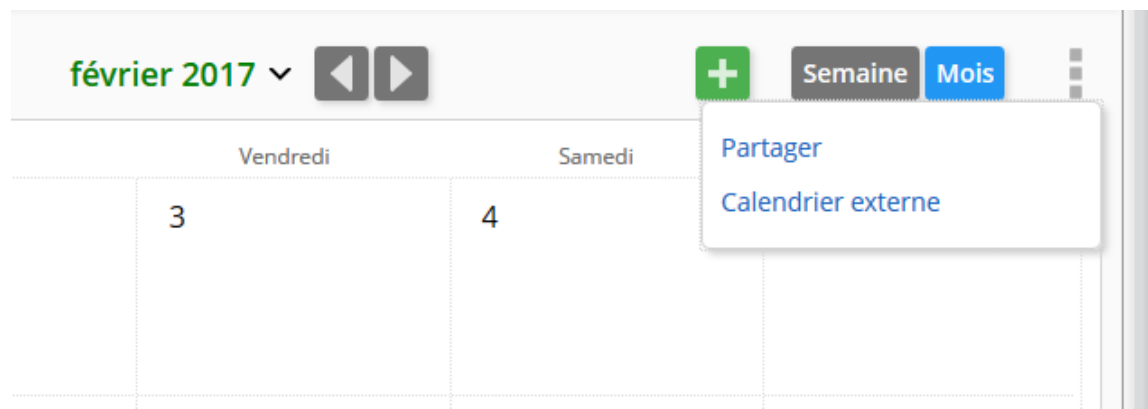 février 2017
Semaine Mois
Vendredi Samedi
Partager
Calendrier externe
3 4